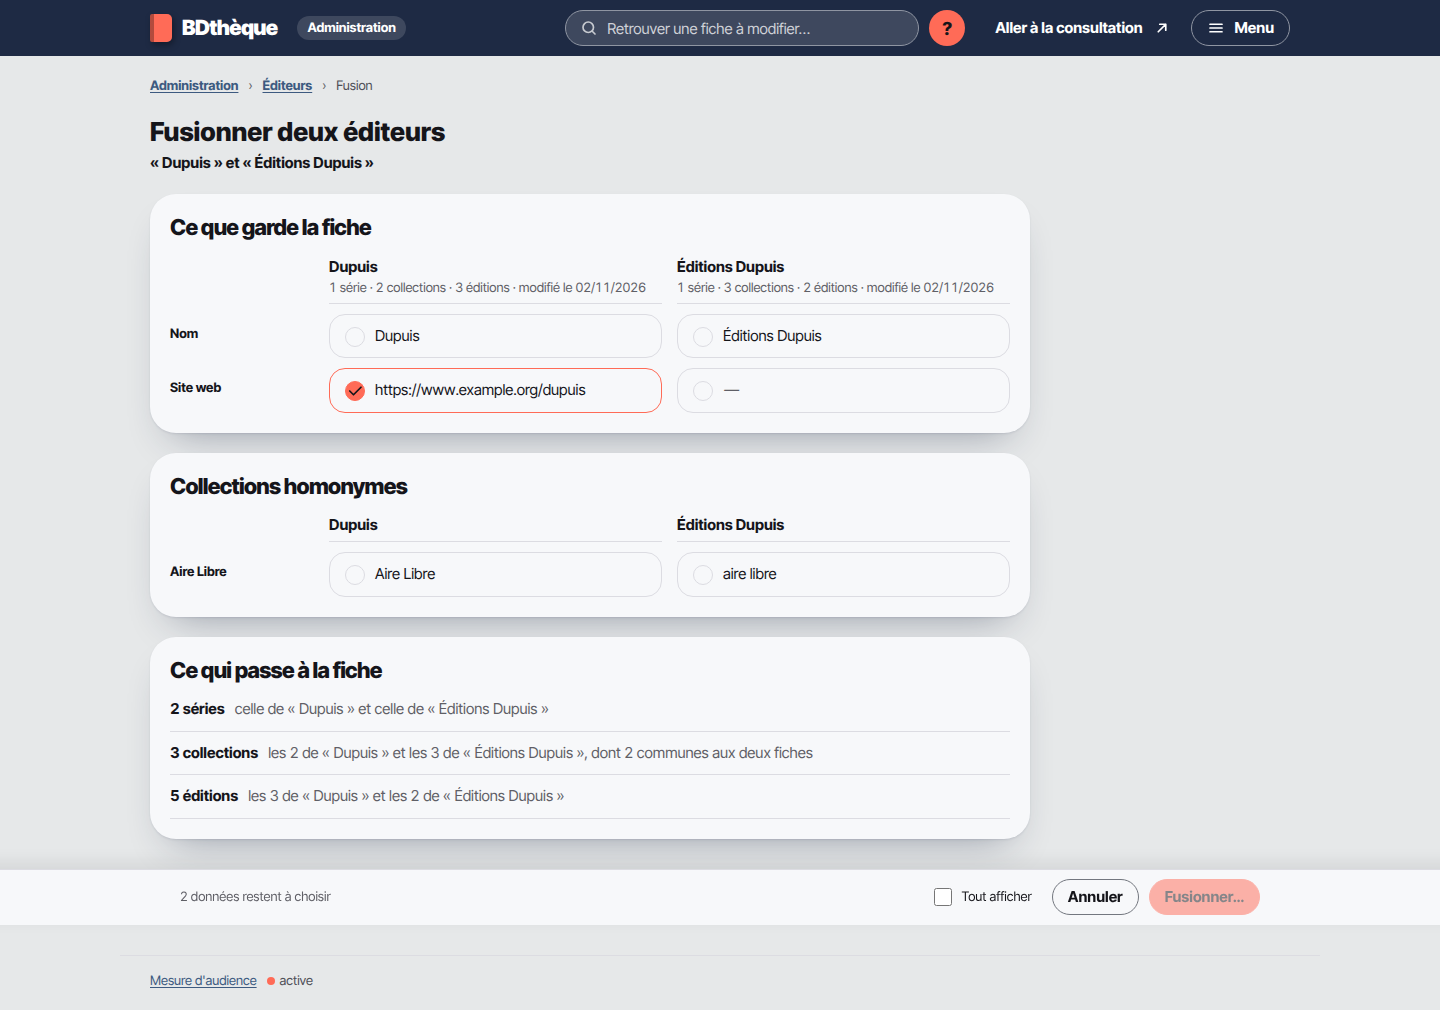 BDthèque Administration Retrouver une fiche à modifier... ? Aller à la consultation Menu
Administration › Éditeurs › Fusion
Fusionner deux éditeurs
« Dupuis » et « Éditions Dupuis »
Ce que garde la fiche
Dupuis Éditions Dupuis
1 série · 2 collections · 3 éditions · modifié le 02/11/2026 1 série · 3 collections · 2 éditions · modifié le 02/11/2026
Nom Dupuis Éditions Dupuis
Site web https://www.example.org/dupuis —
Collections homonymes
Dupuis Éditions Dupuis
Aire Libre Aire Libre aire libre
Ce qui passe à la fiche
2 séries celle de « Dupuis » et celle de « Éditions Dupuis »
3 collections les 2 de « Dupuis » et les 3 de « Éditions Dupuis », dont 2 communes aux deux fiches
5 éditions les 3 de « Dupuis » et les 2 de « Éditions Dupuis »
2 données restent à choisir Tout afficher Annuler Fusionner...
Mesure d'audience active